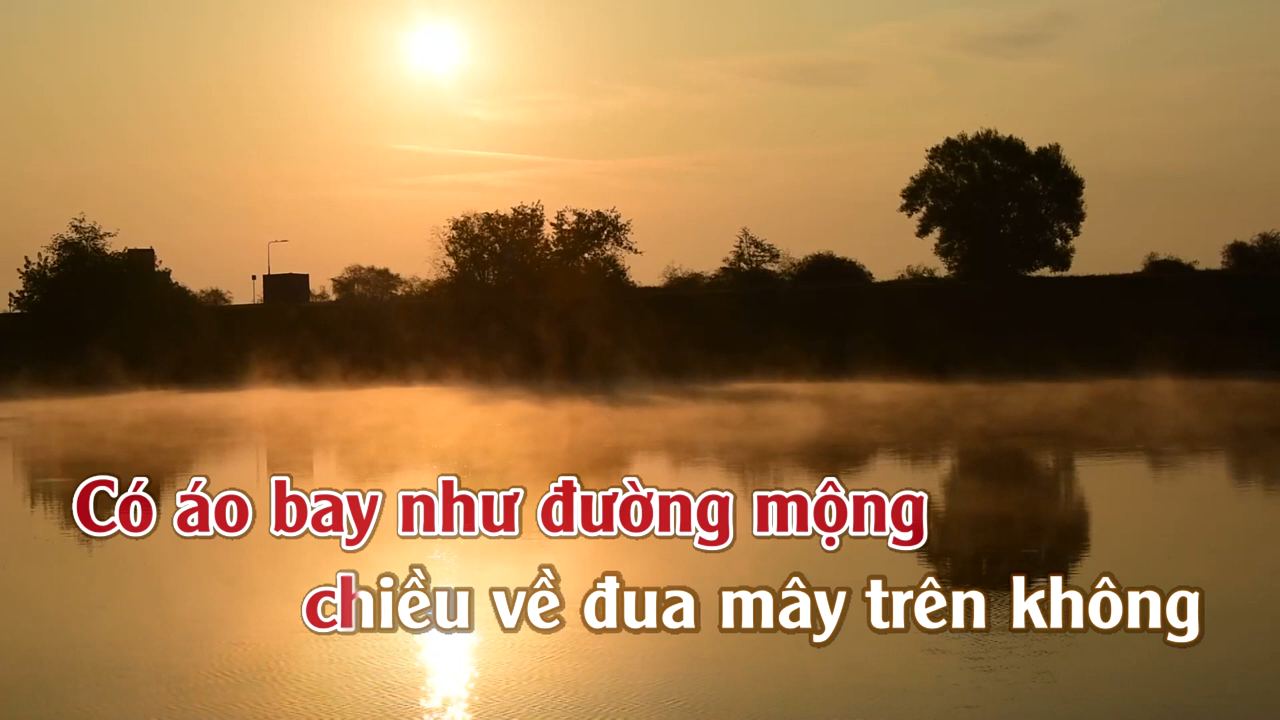 Có áo bay như đường mộng
chiều về đua mây trên không